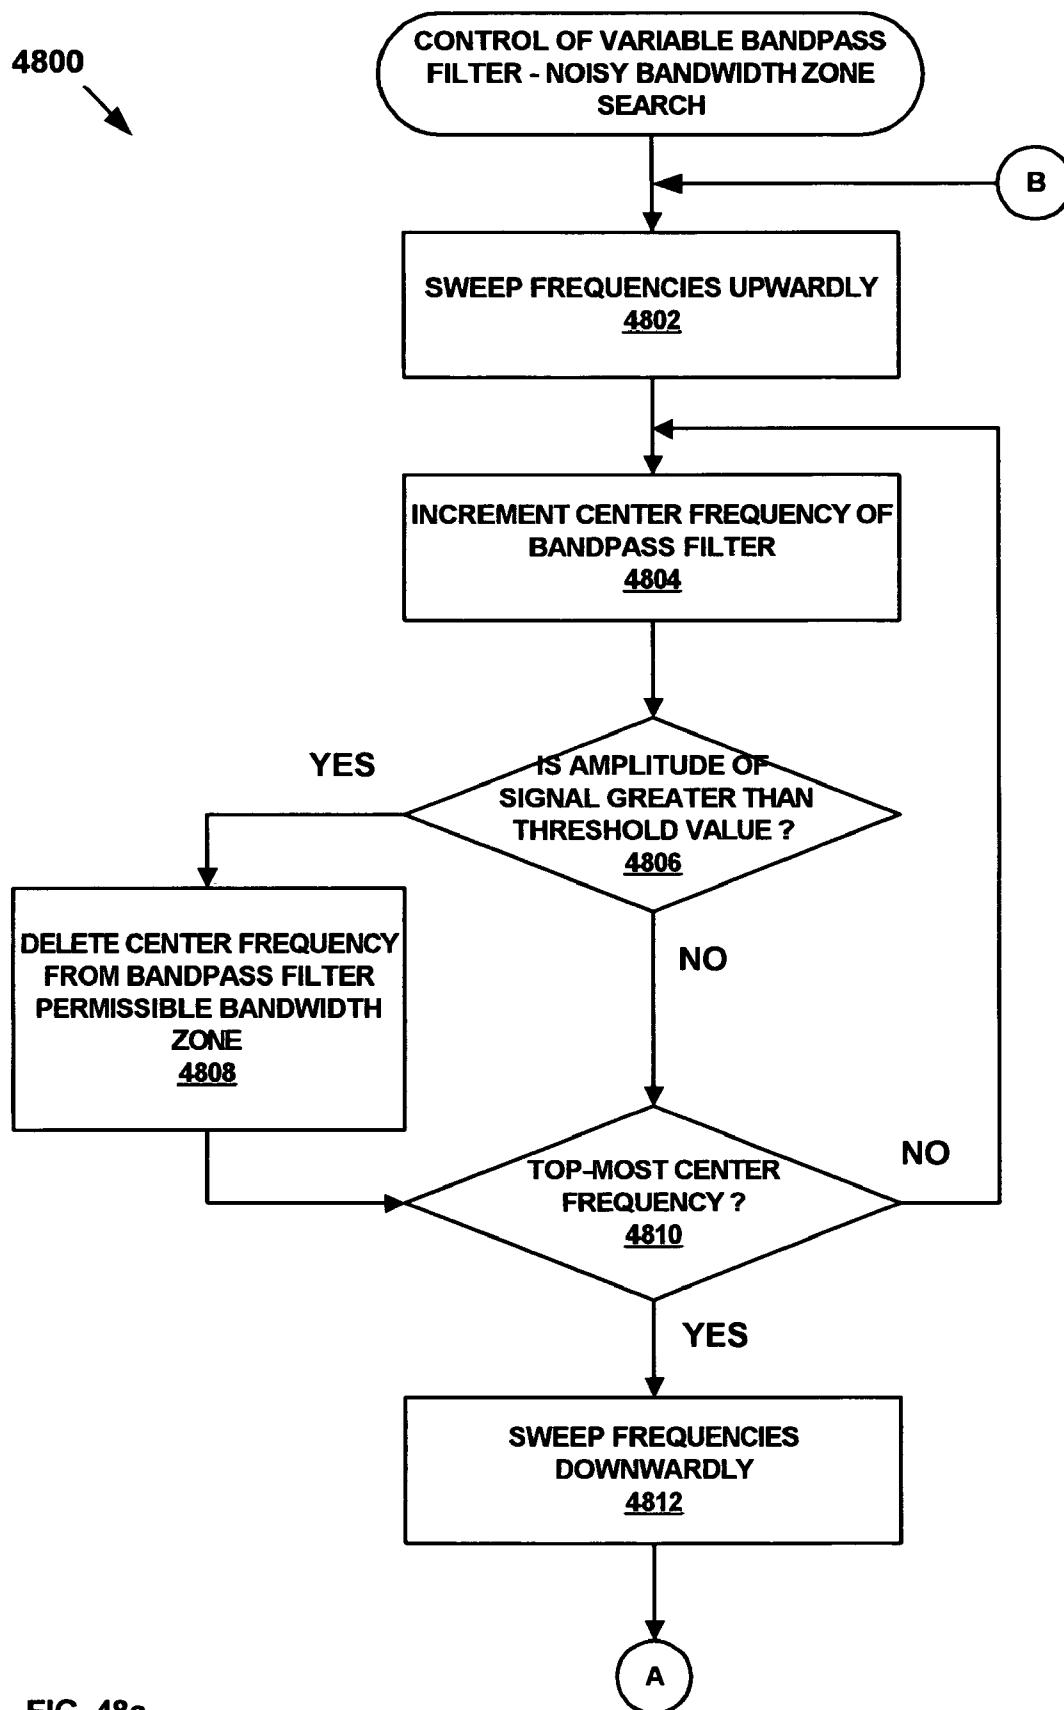 4800
CONTROL OF VARIABLE BANDPASS
FILTER - NOISY BANDWIDTH ZONE
SEARCH
B
SWEEP FREQUENCIES UPWARDLY
4802
INCREMENT CENTER FREQUENCY OF
BANDPASS FILTER
4804
YES
IS AMPLITUDE OF
SIGNAL GREATER THAN
THRESHOLD VALUE ?
4806
DELETE CENTER FREQUENCY
FROM BANDPASS FILTER
PERMISSIBLE BANDWIDTH
ZONE
4808
NO
TOP-MOST CENTER
FREQUENCY ?
4810
NO
YES
SWEEP FREQUENCIES
DOWNWARDLY
4812
A
FIG. 48a